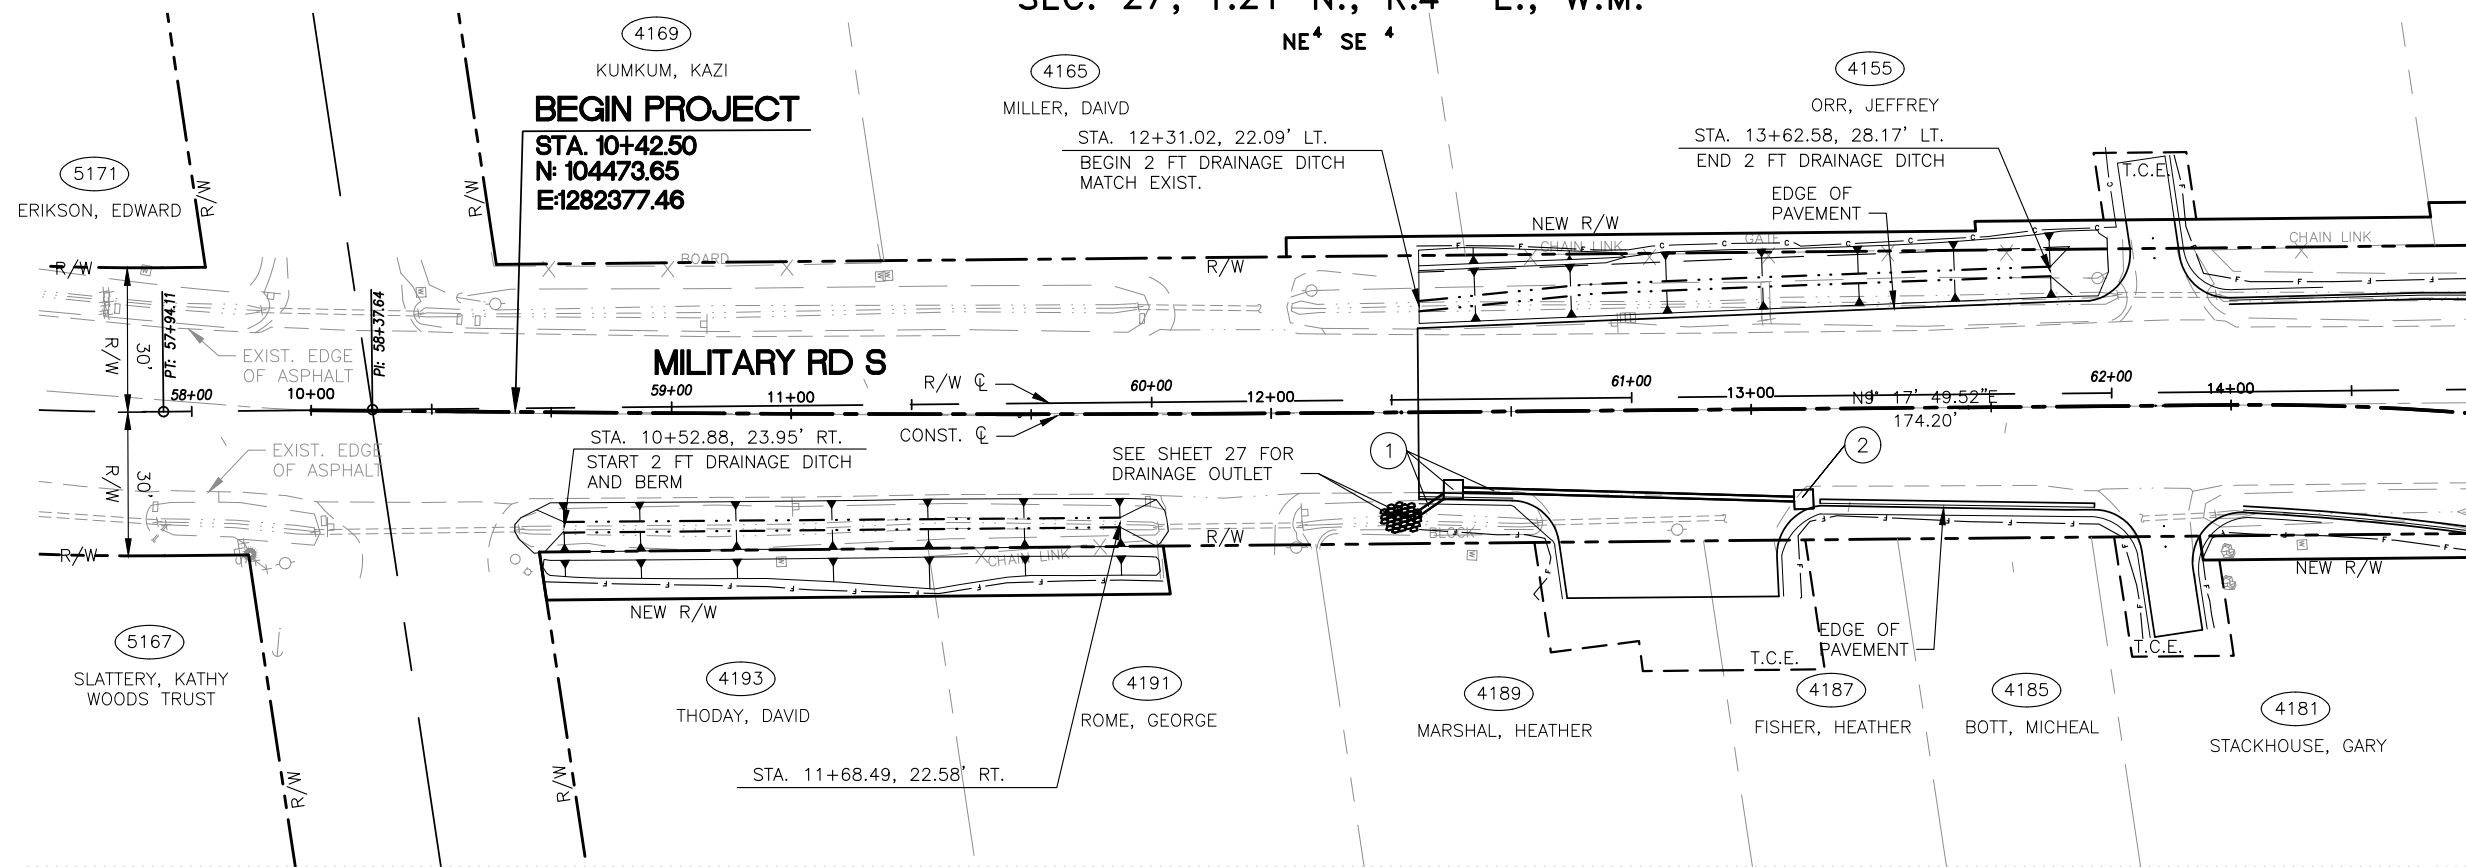 SEC. 27, T.21 N., R.4 E., W.M.
NE 4 SE 4
4169
KUMKUM, KAZI
BEGIN PROJECT
STA. 10+42.50
N: 104473.65
E:1282377.46
4165
MILLER, DAIVD
STA. 12+31.02, 22.09' LT.
BEGIN 2 FT DRAINAGE DITCH
MATCH EXIST.
4155
ORR, JEFFREY
STA. 13+62.58, 28.17' LT.
END 2 FT DRAINAGE DITCH
EDGE OF
PAVEMENT
T.C.E.
5171
ERIKSON, EDWARD
R/W
R/W
NEW R/W
CHAIN LINK
GATE
CHAIN LINK
R/W
BOARD
R/W
PT: 57+94.11
PI: 58+37.64
30'
R/W
EXIST. EDGE
OF ASPHALT
MILITARY RD S
R/W ℄
58+00
10+00
59+00
11+00
60+00
12+00
61+00
13+00
N9° 17' 49.52"E
174.20'
62+00
14+00
CONST. ℄
EXIST. EDGE
OF ASPHALT
30'
R/W
STA. 10+52.88, 23.95' RT.
START 2 FT DRAINAGE DITCH
AND BERM
SEE SHEET 27 FOR
DRAINAGE OUTLET
1
2
R/W
R/W
BLOCK
CHAIN LINK
NEW R/W
NEW R/W
EDGE OF
PAVEMENT
T.C.E.
T.C.E.
5167
SLATTERY, KATHY
WOODS TRUST
4193
THODAY, DAVID
4191
ROME, GEORGE
4189
MARSHAL, HEATHER
4187
FISHER, HEATHER
4185
BOTT, MICHEAL
4181
STACKHOUSE, GARY
STA. 11+68.49, 22.58' RT.
R/W
R/W